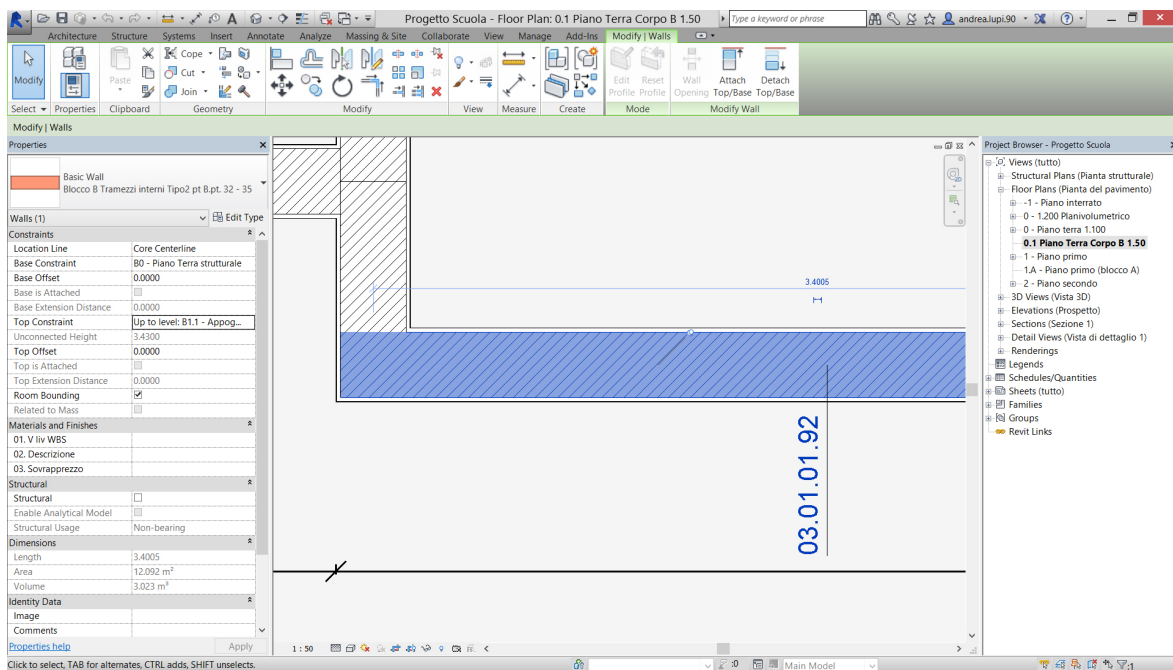 Progetto Scuola - Floor Plan: 0.1 Piano Terra Corpo B 1.50
Type a keyword or phrase
andrea.lupi.90
Architecture Structure Systems Insert Annotate Analyze Massing & Site Collaborate View Manage Add-Ins Modify | Walls
Modify
Paste
Cope
Cut
Join
Edit Profile
Reset Profile
Wall Opening
Attach Top/Base
Detach Top/Base
Select Properties Clipboard Geometry Modify View Measure Create Mode Modify Wall
Modify | Walls
Properties
Basic Wall
Blocco B Tramezzi interni Tipo2 pt B.pt. 32 - 35
Walls (1) Edit Type
Constraints
Location Line Core Centerline
Base Constraint B0 - Piano Terra strutturale
Base Offset 0.0000
Base is Attached
Base Extension Distance 0.0000
Top Constraint Up to level: B1.1 - Appog...
Unconnected Height 3.4300
Top Offset 0.0000
Top is Attached
Top Extension Distance 0.0000
Room Bounding
Related to Mass
Materials and Finishes
01. V liv WBS
02. Descrizione
03. Sovrapprezzo
Structural
Structural
Enable Analytical Model
Structural Usage Non-bearing
Dimensions
Length 3.4005
Area 12.092 m²
Volume 3.023 m³
Identity Data
Image
Comments
Properties help Apply
3.4005
03.01.01.92
1 : 50
Project Browser - Progetto Scuola
Views (tutto)
Structural Plans (Pianta strutturale)
Floor Plans (Pianta del pavimento)
-1 - Piano interrato
0 - 1.200 Planivolumetrico
0 - Piano terra 1.100
0.1 Piano Terra Corpo B 1.50
1 - Piano primo
1.A - Piano primo (blocco A)
2 - Piano secondo
3D Views (Vista 3D)
Elevations (Prospetto)
Sections (Sezione 1)
Detail Views (Vista di dettaglio 1)
Renderings
Legends
Schedules/Quantities
Sheets (tutto)
Families
Groups
Revit Links
Click to select, TAB for alternates, CTRL adds, SHIFT unselects.
:0
Main Model
:1